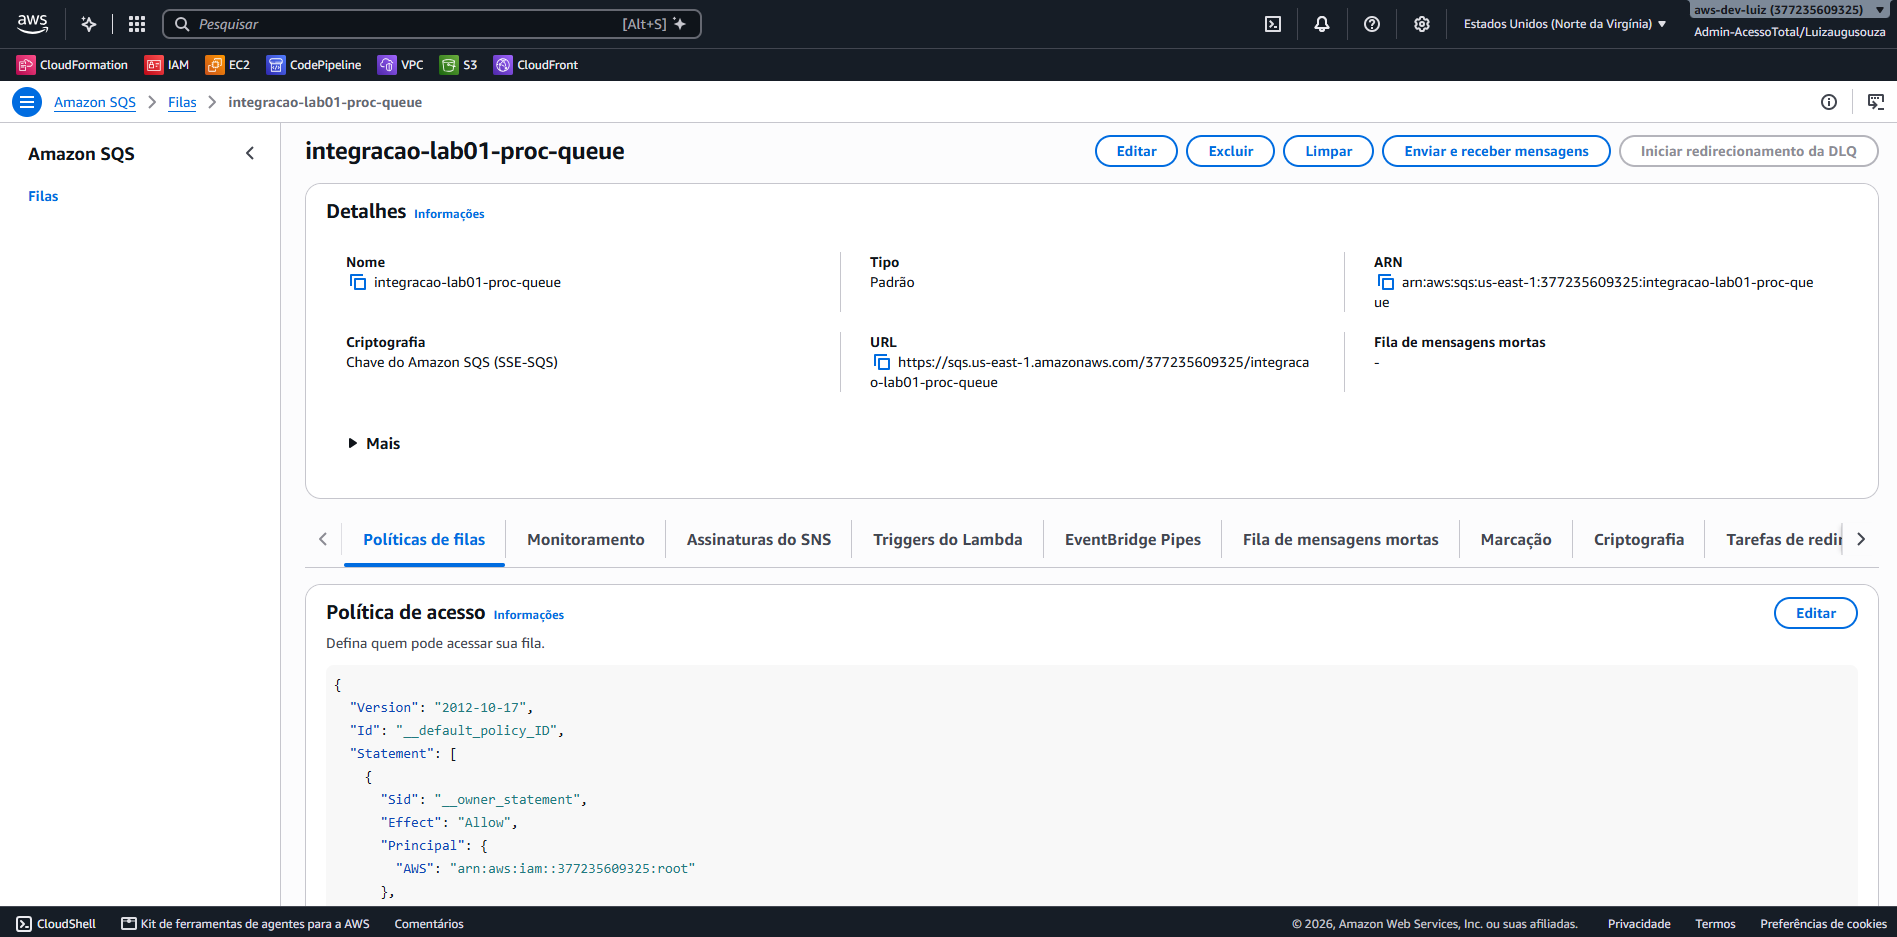 aws
Pesquisar
[Alt+S]
Estados Unidos (Norte da Virgínia)
aws-dev-luiz (377235609325)
Admin-AcessoTotal/Luizaugusouza
CloudFormation
IAM
EC2
CodePipeline
VPC
S3
CloudFront
Amazon SQS
Filas
integracao-lab01-proc-queue
Amazon SQS
Filas
integracao-lab01-proc-queue
Editar
Excluir
Limpar
Enviar e receber mensagens
Iniciar redirecionamento da DLQ
Detalhes Informações
Nome
integracao-lab01-proc-queue
Tipo
Padrão
ARN
arn:aws:sqs:us-east-1:377235609325:integracao-lab01-proc-que
ue
Criptografia
Chave do Amazon SQS (SSE-SQS)
URL
https://sqs.us-east-1.amazonaws.com/377235609325/integraca
o-lab01-proc-queue
Fila de mensagens mortas
-
Mais
Políticas de filas
Monitoramento
Assinaturas do SNS
Triggers do Lambda
EventBridge Pipes
Fila de mensagens mortas
Marcação
Criptografia
Tarefas de redir
Política de acesso Informações
Editar
Defina quem pode acessar sua fila.
{
"Version": "2012-10-17",
"Id": "__default_policy_ID",
"Statement": [
{
"Sid": "__owner_statement",
"Effect": "Allow",
"Principal": {
"AWS": "arn:aws:iam::377235609325:root"
},
CloudShell
Kit de ferramentas de agentes para a AWS
Comentários
© 2026, Amazon Web Services, Inc. ou suas afiliadas.
Privacidade
Termos
Preferências de cookies